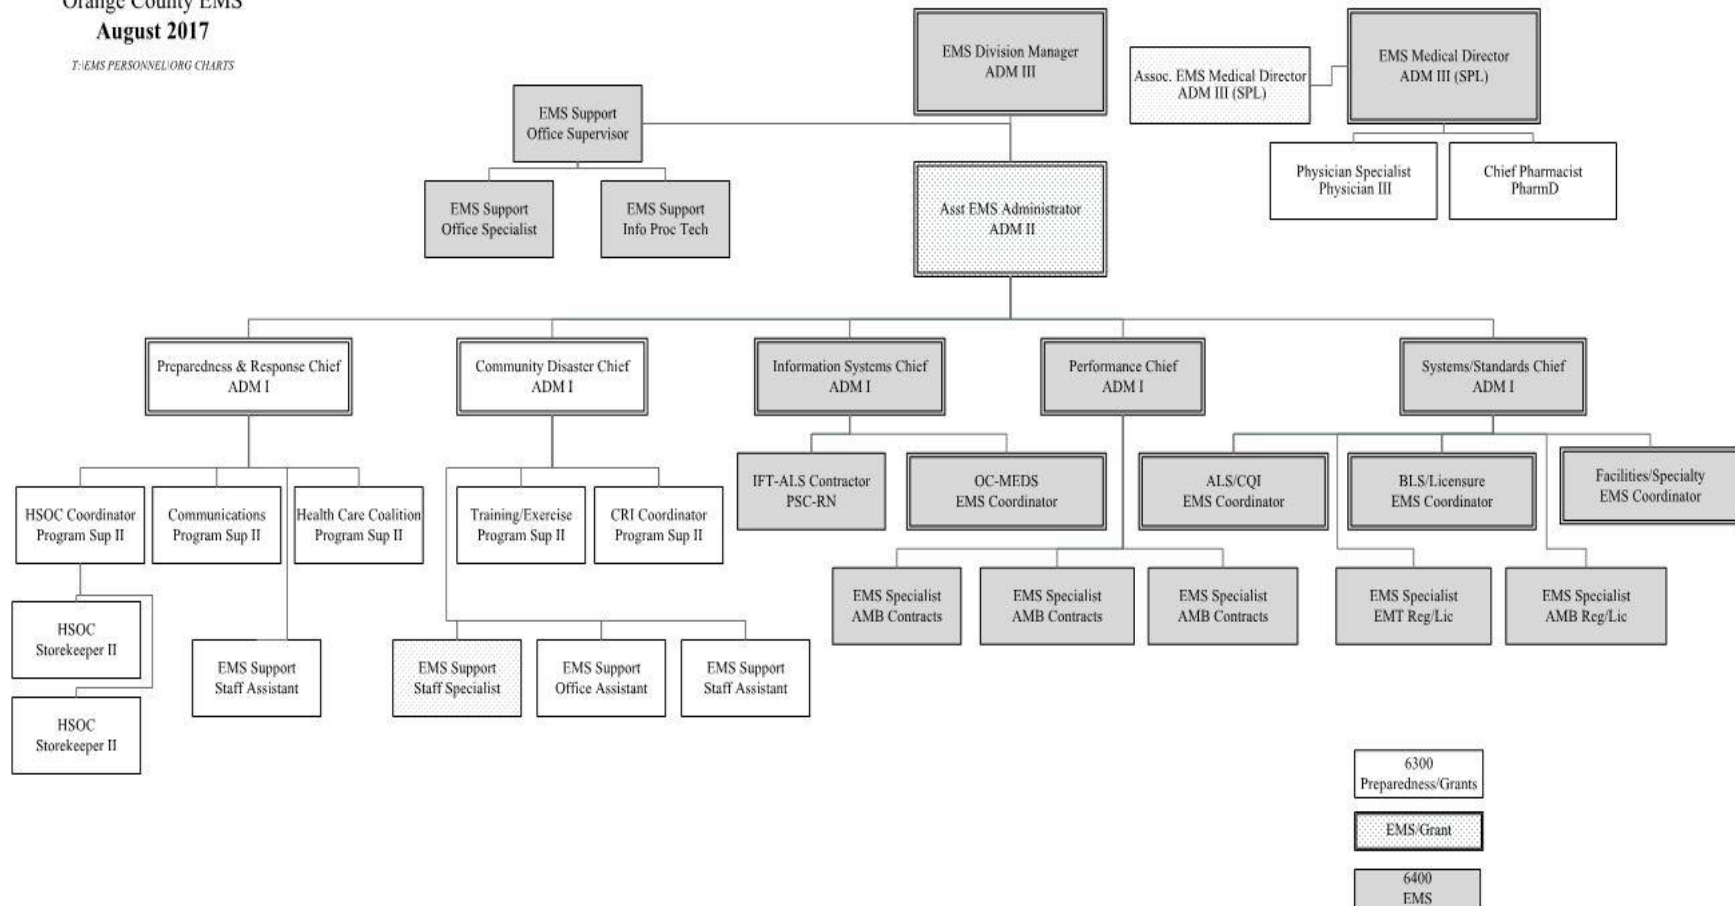 Orange County EMS
August 2017
T:\EMS PERSONNEL\ORG CHARTS
EMS Division Manager
ADM III
Assoc. EMS Medical Director
ADM III (SPL)
EMS Medical Director
ADM III (SPL)
EMS Support
Office Supervisor
Physician Specialist
Physician III
Chief Pharmacist
PharmD
EMS Support
Office Specialist
EMS Support
Info Proc Tech
Asst EMS Administrator
ADM II
Preparedness & Response Chief
ADM I
Community Disaster Chief
ADM I
Information Systems Chief
ADM I
Performance Chief
ADM I
Systems/Standards Chief
ADM I
IFT-ALS Contractor
PSC-RN
OC-MEDS
EMS Coordinator
ALS/CQI
EMS Coordinator
BLS/Licensure
EMS Coordinator
Facilities/Specialty
EMS Coordinator
HSOC Coordinator
Program Sup II
Communications
Program Sup II
Health Care Coalition
Program Sup II
Training/Exercise
Program Sup II
CRI Coordinator
Program Sup II
EMS Specialist
AMB Contracts
EMS Specialist
AMB Contracts
EMS Specialist
AMB Contracts
EMS Specialist
EMT Reg/Lic
EMS Specialist
AMB Reg/Lic
HSOC
Storekeeper II
EMS Support
Staff Assistant
EMS Support
Staff Specialist
EMS Support
Office Assistant
EMS Support
Staff Assistant
HSOC
Storekeeper II
6300
Preparedness/Grants
EMS/Grant
6400
EMS